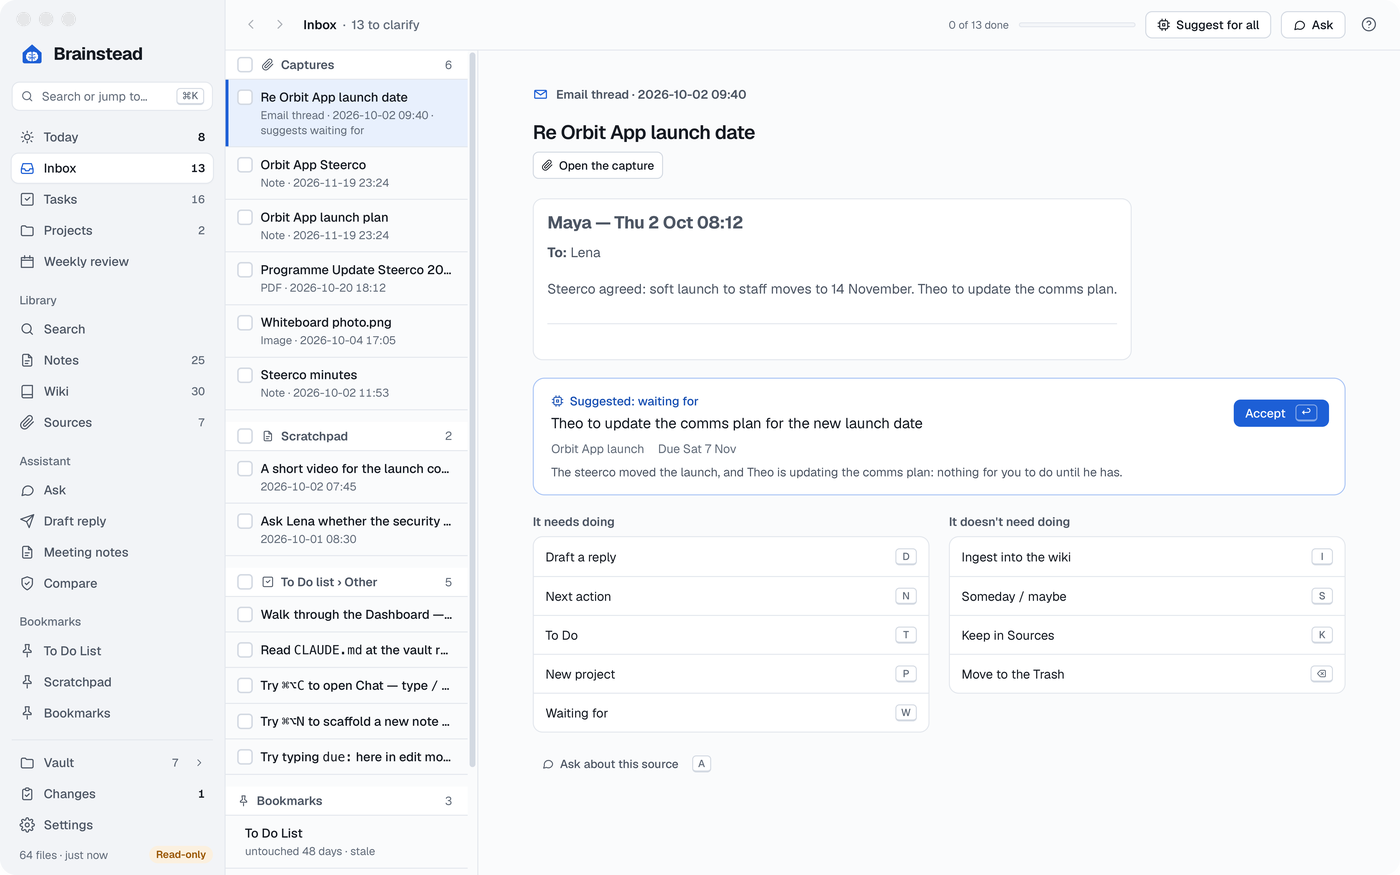 Brainstead
Search or jump to... ⌘K
Today 8
Inbox 13
Tasks 16
Projects 2
Weekly review
Library
Search
Notes 25
Wiki 30
Sources 7
Assistant
Ask
Draft reply
Meeting notes
Compare
Bookmarks
To Do List
Scratchpad
Bookmarks
Vault 7
Changes 1
Settings
64 files · just now Read-only
Inbox · 13 to clarify
0 of 13 done
Suggest for all
Ask
Captures 6
Re Orbit App launch date
Email thread · 2026-10-02 09:40 ·
suggests waiting for
Orbit App Steerco
Note · 2026-11-19 23:24
Orbit App launch plan
Note · 2026-11-19 23:24
Programme Update Steerco 20...
PDF · 2026-10-20 18:12
Whiteboard photo.png
Image · 2026-10-04 17:05
Steerco minutes
Note · 2026-10-02 11:53
Scratchpad 2
A short video for the launch co...
2026-10-02 07:45
Ask Lena whether the security ...
2026-10-01 08:30
To Do list › Other 5
Walk through the Dashboard —...
Read CLAUDE.md at the vault r...
Try ⌘⌥C to open Chat — type / ...
Try ⌘⌥N to scaffold a new note ...
Try typing due: here in edit mo...
Bookmarks 3
To Do List
untouched 48 days · stale
Email thread · 2026-10-02 09:40
Re Orbit App launch date
Open the capture
Maya — Thu 2 Oct 08:12
To: Lena
Steerco agreed: soft launch to staff moves to 14 November. Theo to update the comms plan.
Suggested: waiting for
Theo to update the comms plan for the new launch date
Orbit App launch Due Sat 7 Nov
The steerco moved the launch, and Theo is updating the comms plan: nothing for you to do until he has.
Accept
It needs doing
Draft a reply D
Next action N
To Do T
New project P
Waiting for W
It doesn't need doing
Ingest into the wiki I
Someday / maybe S
Keep in Sources K
Move to the Trash ⌫
Ask about this source A